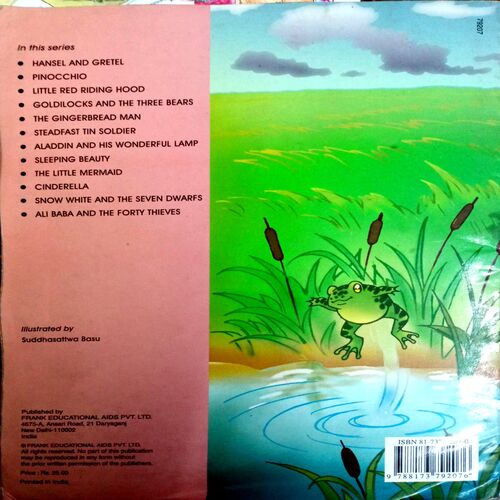 79207
In this series
HANSEL AND GRETEL
PINOCCHIO
LITTLE RED RIDING HOOD
GOLDILOCKS AND THE THREE BEARS
THE GINGERBREAD MAN
STEADFAST TIN SOLDIER
ALADDIN AND HIS WONDERFUL LAMP
SLEEPING BEAUTY
THE LITTLE MERMAID
CINDERELLA
SNOW WHITE AND THE SEVEN DWARFS
ALI BABA AND THE FORTY THIEVES
Illustrated by
Suddhasattwa Basu
Published by
FRANK EDUCATIONAL AIDS PVT. LTD.
4675-A, Ansari Road, 21 Daryaganj
New Delhi-110002
India
© FRANK EDUCATIONAL AIDS PVT. LTD.
All rights reserved. No part of this publication
may be reproduced in any form without
the prior written permission of the publishers.
Price : Rs. 25.00
Printed in India
ISBN 81-73
9 788173 792076